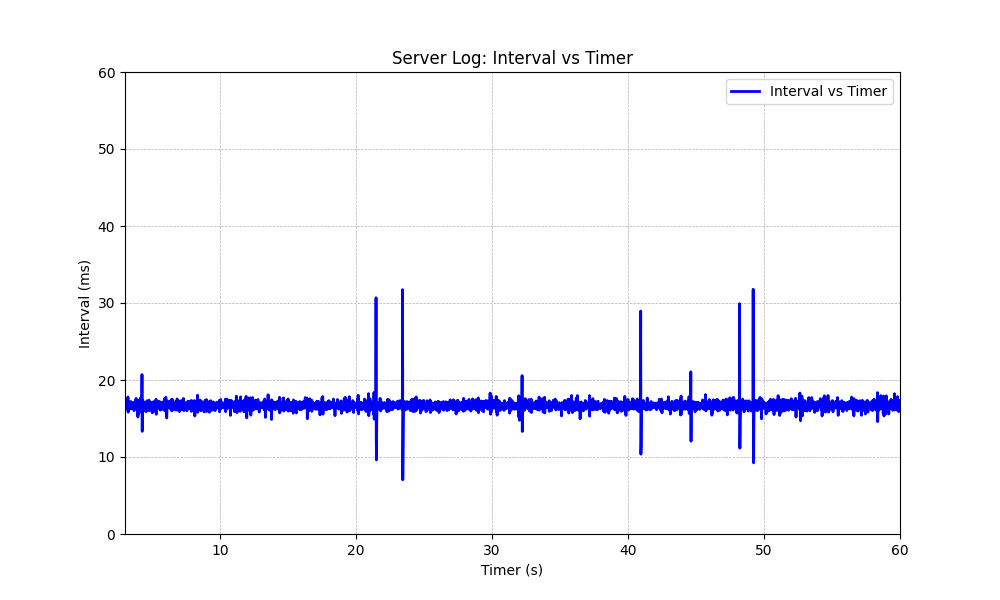 Server Log: Interval vs Timer
Interval vs Timer
60
50
40
30
20
10
0
Interval (ms)
10 20 30 40 50 60
Timer (s)